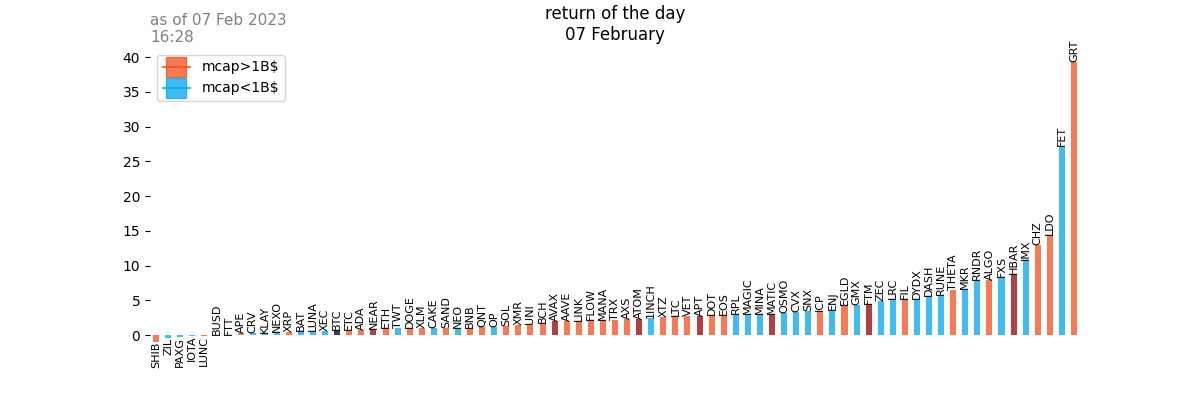 as of 07 Feb 2023
16:28
return of the day
07 February
mcap>1B$
mcap<1B$
40
35
30
25
20
15
10
5
0
SHIB
ZIL
PAXG
IOTA
LUNC
BUSD
FTT
APE
CRV
KLAY
NEXO
XRP
BAT
LUNA
XEC
BTC
ETC
ADA
NEAR
ETH
TWT
DOGE
XLM
CAKE
SAND
NEO
BNB
QNT
OP
SOL
XMR
UNI
BCH
AVAX
AAVE
LINK
FLOW
MANA
TRX
AXS
ATOM
1INCH
XTZ
LTC
VET
APT
DOT
EOS
RPL
MAGIC
MINA
MATIC
OSMO
CVX
SNX
ICP
ENJ
EGLD
GMX
FTM
ZEC
LRC
FIL
DYDX
DASH
RUNE
THETA
MKR
RNDR
ALGO
FXS
HBAR
IMX
CHZ
LDO
FET
GRT